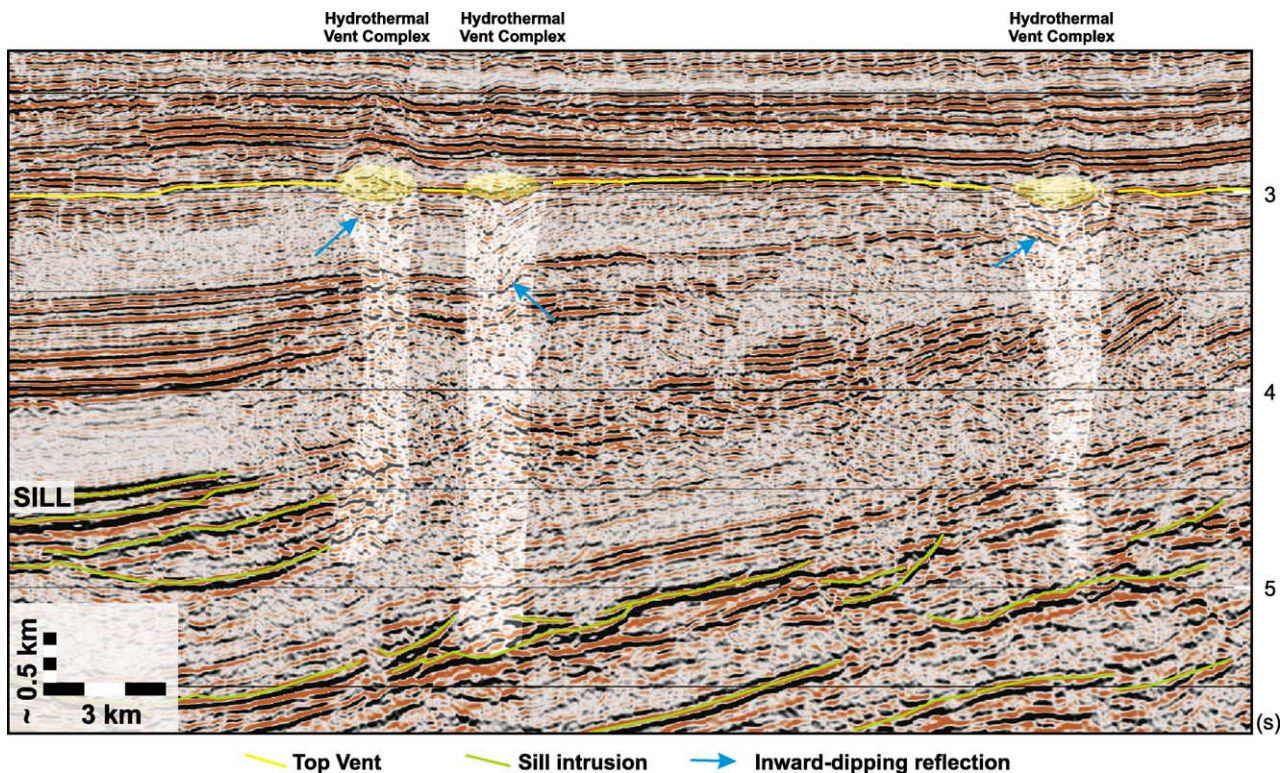 Hydrothermal
Vent Complex
Hydrothermal
Vent Complex
Hydrothermal
Vent Complex
3
4
SILL
5
~ 0.5 km
3 km
(s)
Top Vent
Sill intrusion
Inward-dipping reflection